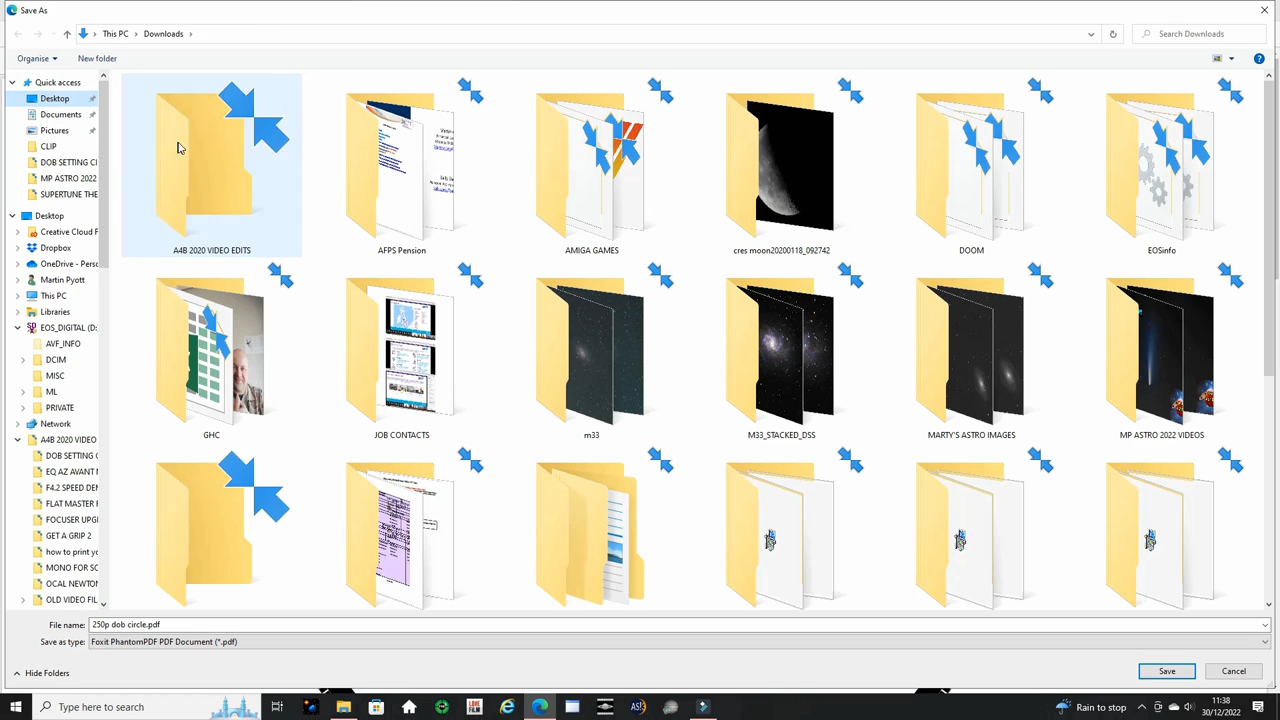 Save As
This PC
Downloads
Search Downloads
Organise
New folder
Quick access
Desktop
Documents
Pictures
CLIP
DOB SETTING CI
MP ASTRO 2022
SUPERTUNE THE
Desktop
Creative Cloud F
Dropbox
OneDrive - Perso
Martin Pyott
This PC
Libraries
EOS_DIGITAL (D:
AVF_INFO
DCIM
MISC
ML
PRIVATE
Network
A4B 2020 VIDEO
DOB SETTING C
EQ AZ AVANT
F4.2 SPEED DEM
FLAT MASTER F
FOCUSER UPG
GET A GRIP 2
how to print yo
MONO FOR SC
OCAL NEWTON
OLD VIDEO FIL
A4B 2020 VIDEO EDITS
AFPS Pension
AMIGA GAMES
cres moon20200118_092742
DOOM
EOSinfo
GHC
JOB CONTACTS
m33
M33_STACKED_DSS
MARTY'S ASTRO IMAGES
MP ASTRO 2022 VIDEOS
File name:
250p dob circle.pdf
Save as type:
Foxit PhantomPDF PDF Document (*.pdf)
Hide Folders
Save
Cancel
Type here to search
LOVE
FILM
Rain to stop
11:38
30/12/2022